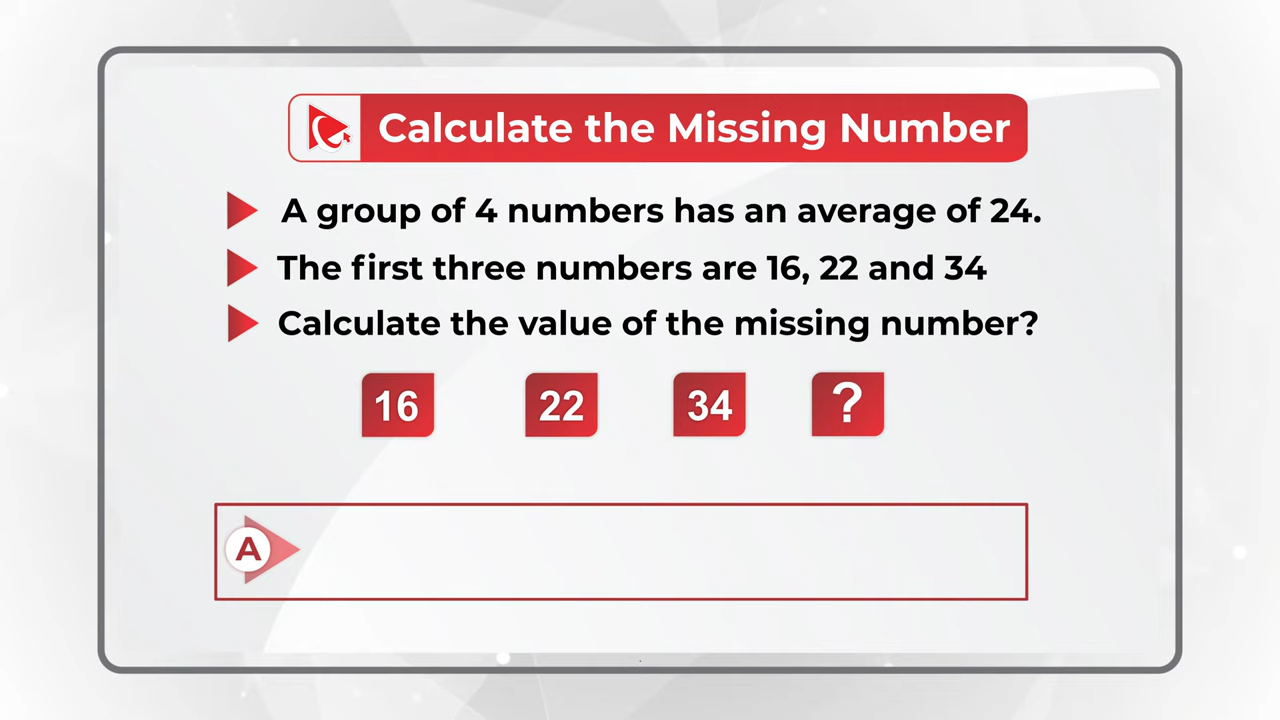 Calculate the Missing Number
A group of 4 numbers has an average of 24.
The first three numbers are 16, 22 and 34
Calculate the value of the missing number?
16 22 34 ?
A